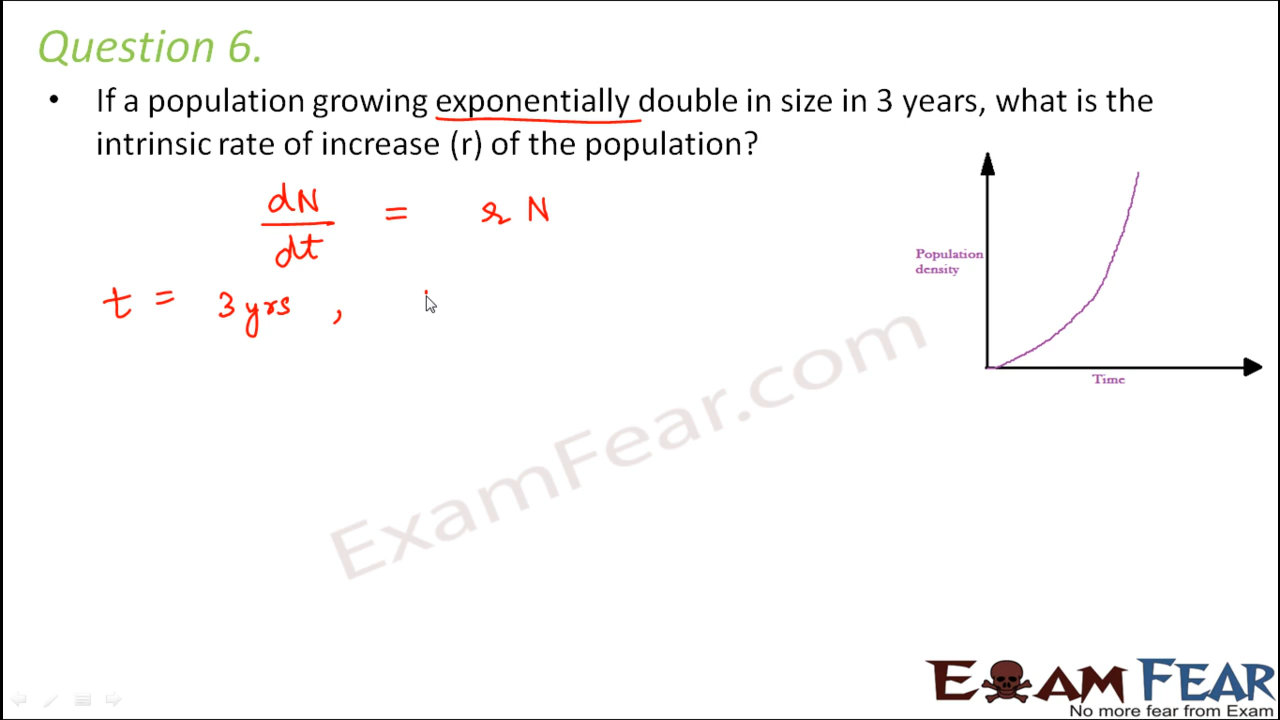 Question 6.
• If a population growing exponentially double in size in 3 years, what is the
intrinsic rate of increase (r) of the population?
dN
dt
= r N
t = 3 yrs ,
Population
density
Time
ExamFear.com
EXAM FEAR
No more fear from Exam